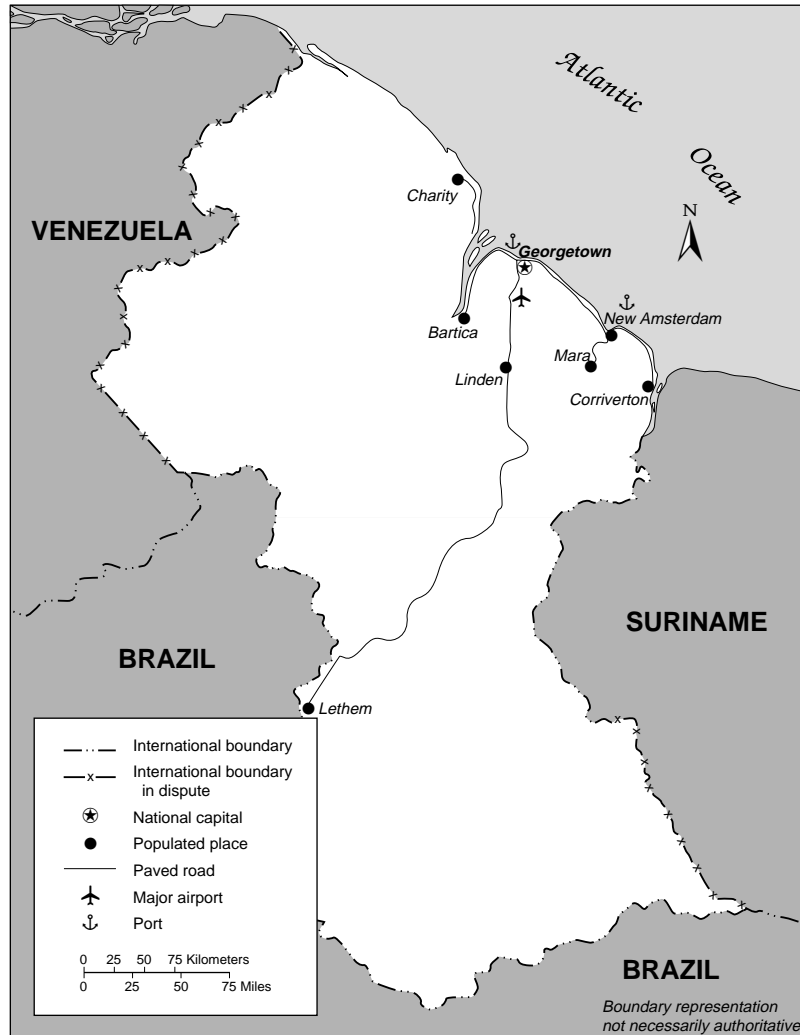 Atlantic
Ocean
N
Charity
VENEZUELA
Georgetown
Bartica
New Amsterdam
Mara
Linden
Corriverton
SURINAME
BRAZIL
Lethem
International boundary
x International boundary
in dispute
National capital
Populated place
Paved road
Major airport
Port
0 25 50 75 Kilometers
0 25 50 75 Miles
BRAZIL
Boundary representation
not necessarily authoritative